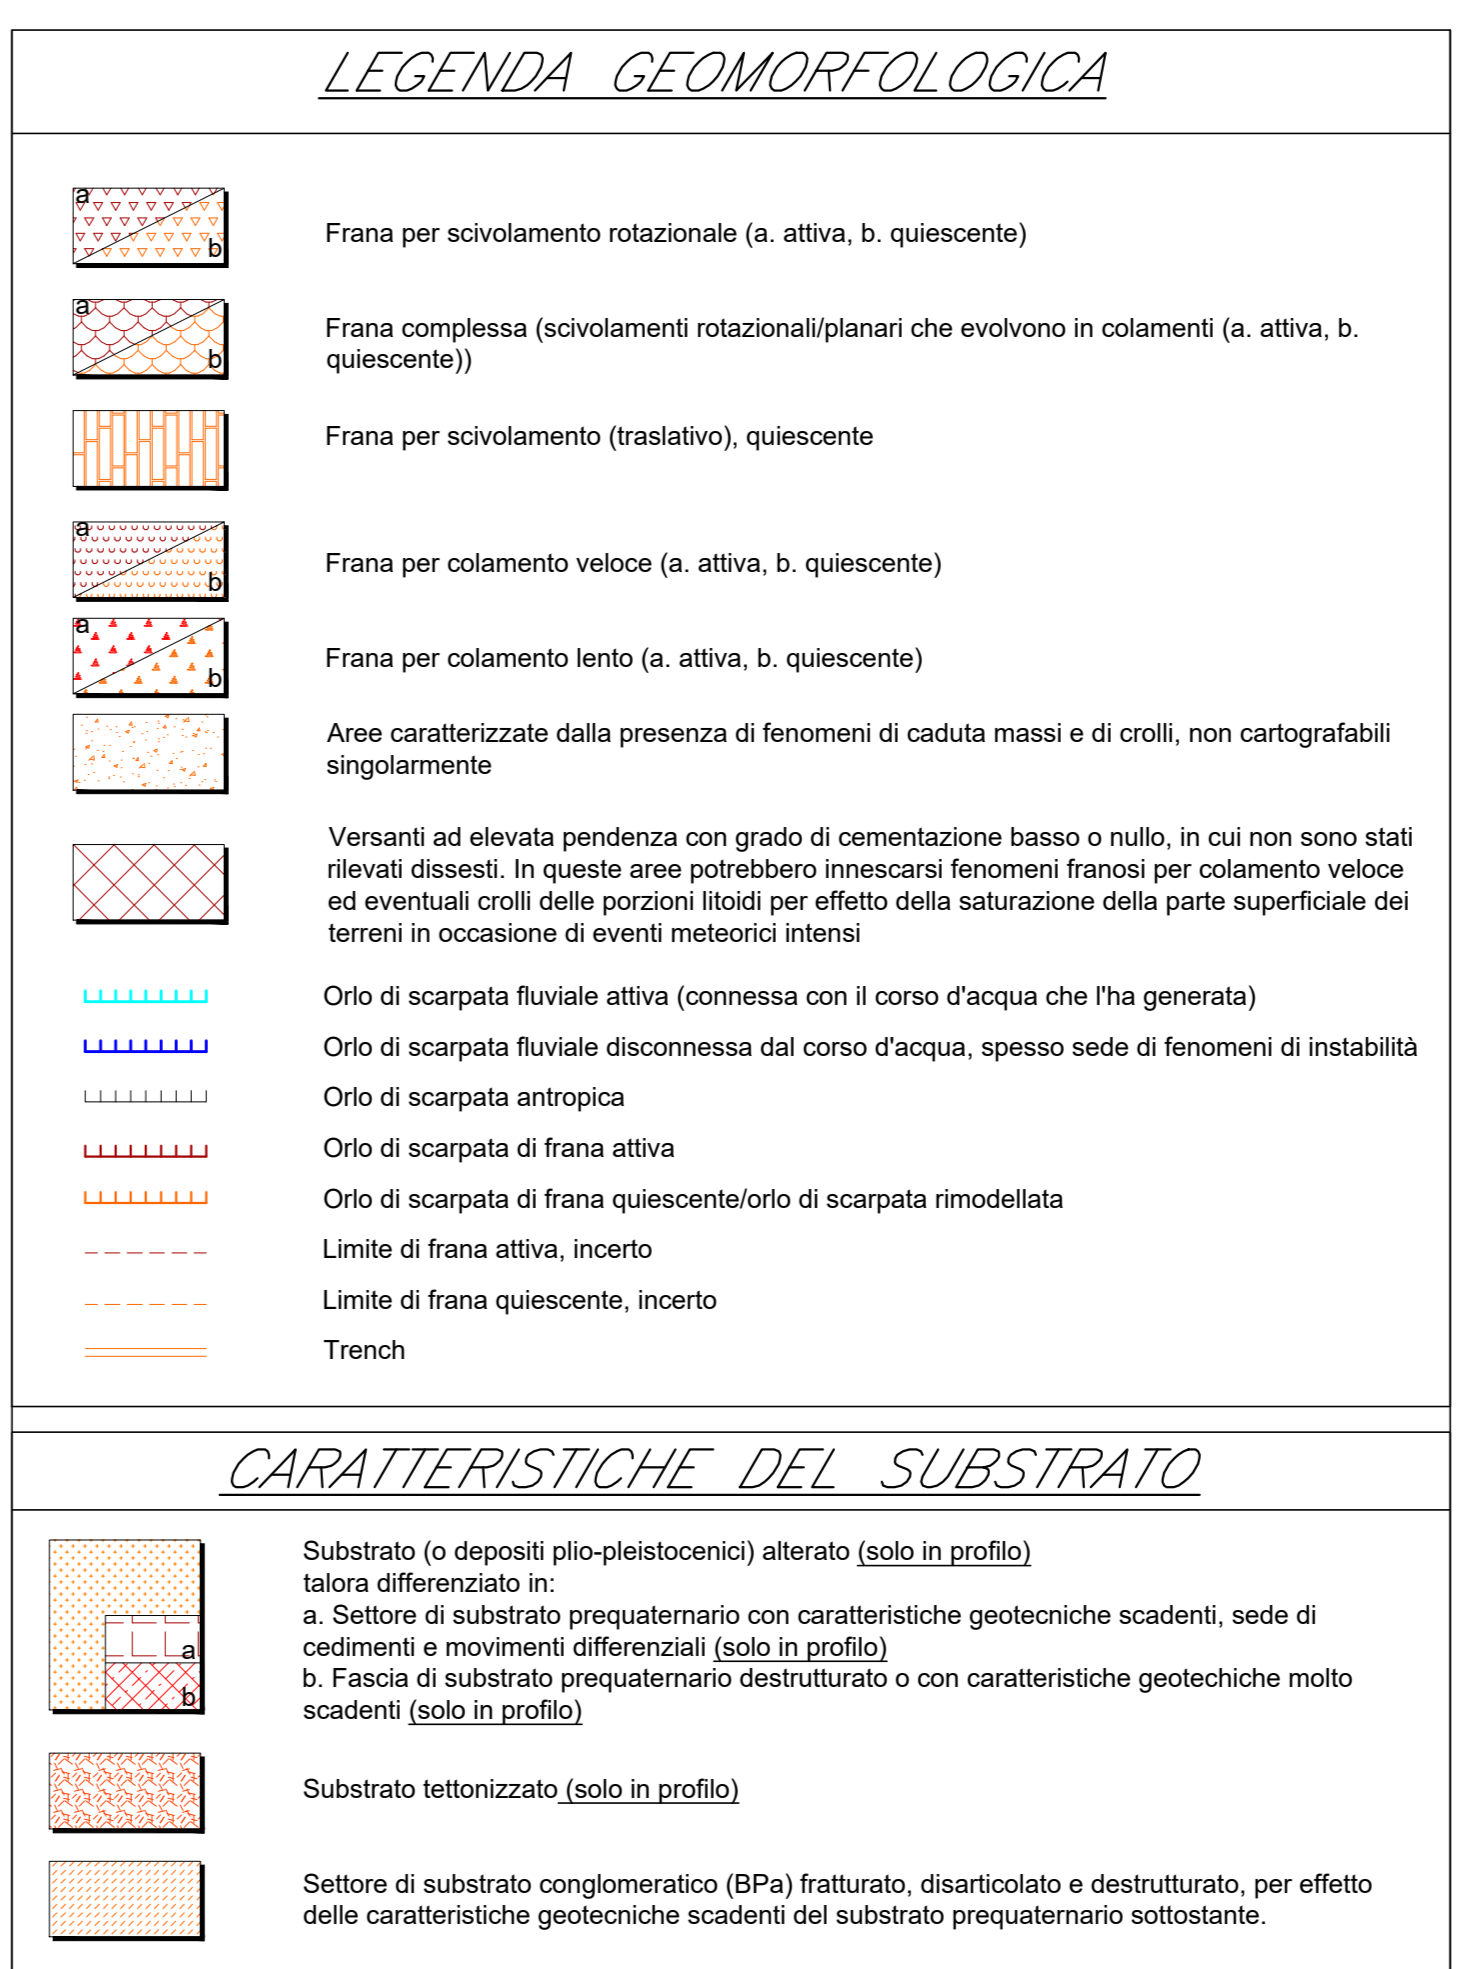 LEGENDA GEOMORFOLOGICA
a
b
Frana per scivolamento rotazionale (a. attiva, b. quiescente)
a
b
Frana complessa (scivolamenti rotazionali/planari che evolvono in colamenti (a. attiva, b.
quiescente))
Frana per scivolamento (traslativo), quiescente
a
b
Frana per colamento veloce (a. attiva, b. quiescente)
a
b
Frana per colamento lento (a. attiva, b. quiescente)
Aree caratterizzate dalla presenza di fenomeni di caduta massi e di crolli, non cartografabili
singolarmente
Versanti ad elevata pendenza con grado di cementazione basso o nullo, in cui non sono stati
rilevati dissesti. In queste aree potrebbero innescarsi fenomeni franosi per colamento veloce
ed eventuali crolli delle porzioni litoidi per effetto della saturazione della parte superficiale dei
terreni in occasione di eventi meteorici intensi
Orlo di scarpata fluviale attiva (connessa con il corso d'acqua che l'ha generata)
Orlo di scarpata fluviale disconnessa dal corso d'acqua, spesso sede di fenomeni di instabilità
Orlo di scarpata antropica
Orlo di scarpata di frana attiva
Orlo di scarpata di frana quiescente/orlo di scarpata rimodellata
Limite di frana attiva, incerto
Limite di frana quiescente, incerto
Trench
CARATTERISTICHE DEL SUBSTRATO
Substrato (o depositi plio-pleistocenici) alterato (solo in profilo)
talora differenziato in:
a. Settore di substrato prequaternario con caratteristiche geotecniche scadenti, sede di
cedimenti e movimenti differenziali (solo in profilo)
b. Fascia di substrato prequaternario destrutturato o con caratteristiche geotechiche molto
scadenti (solo in profilo)
a
b
Substrato tettonizzato (solo in profilo)
Settore di substrato conglomeratico (BPa) fratturato, disarticolato e destrutturato, per effetto
delle caratteristiche geotecniche scadenti del substrato prequaternario sottostante.